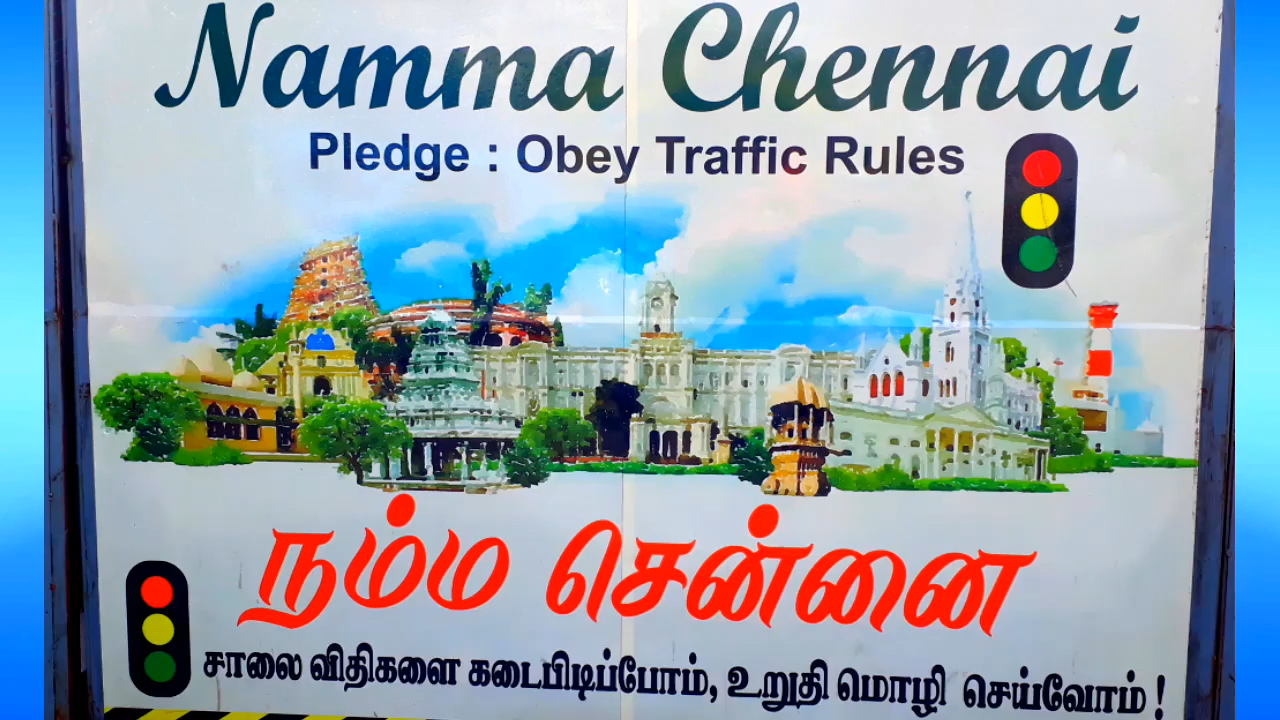 Namma Chennai
Pledge : Obey Traffic Rules
நம்ம சென்னை
சாலை விதிகளை கடைபிடிப்போம், உறுதி மொழி செய்வோம் !